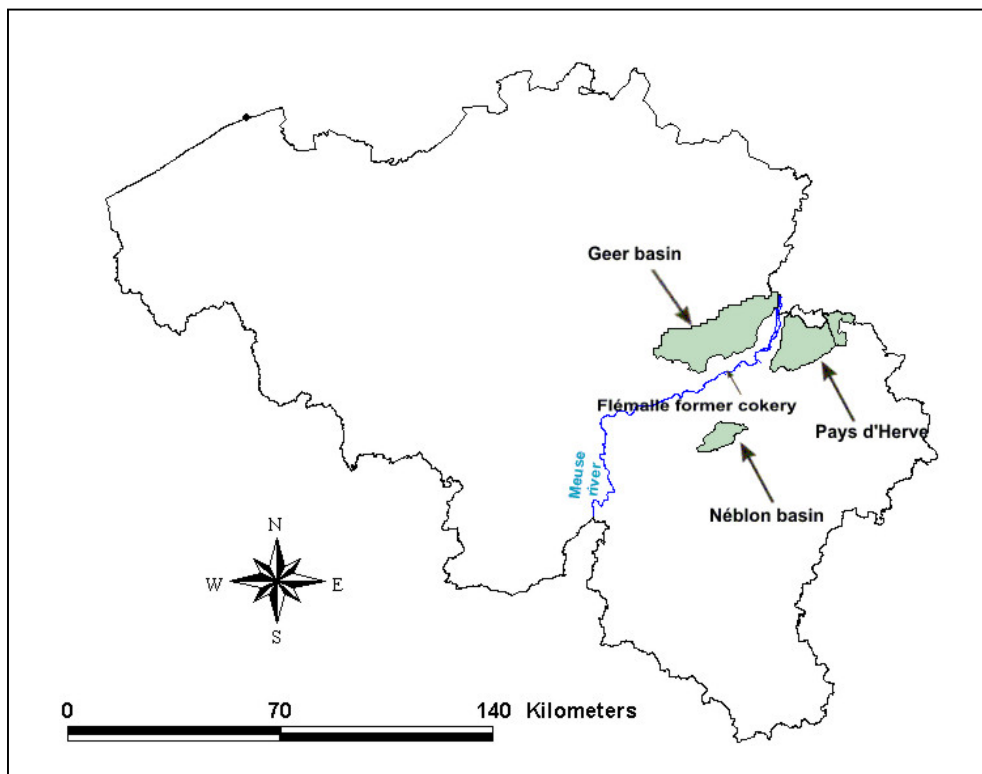 Geer basin
Flémalle former cokery
Pays d'Herve
Meuse
river
Néblon basin
N
W E
S
0 70 140 Kilometers